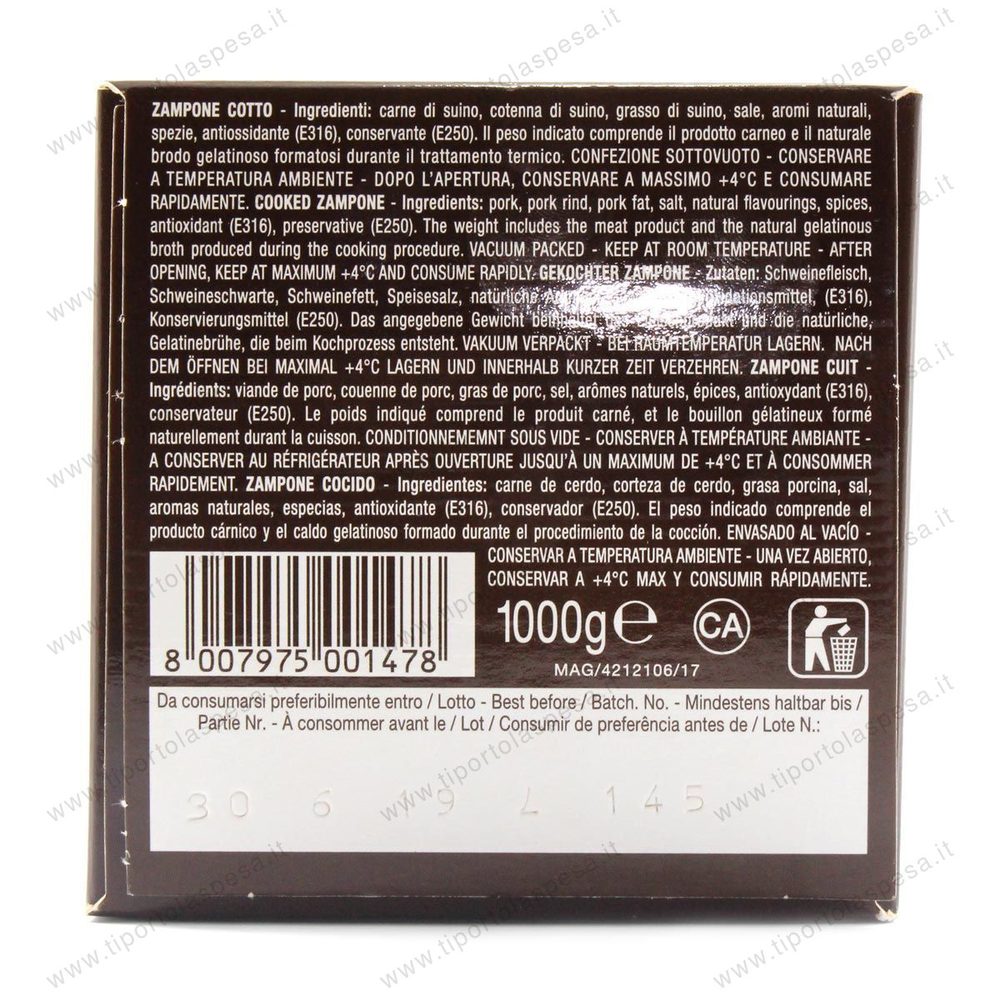 ZAMPONE COTTO - Ingredienti: carne di suino, cotenna di suino, grasso di suino, sale, aromi naturali,
spezie, antiossidante (E316), conservante (E250). Il peso indicato comprende il prodotto carneo e il naturale
brodo gelatinoso formatosi durante il trattamento termico. CONFEZIONE SOTTOVUOTO - CONSERVARE
A TEMPERATURA AMBIENTE - DOPO L'APERTURA, CONSERVARE A MASSIMO +4°C E CONSUMARE
RAPIDAMENTE. COOKED ZAMPONE - Ingredients: pork, pork rind, pork fat, salt, natural flavourings, spices,
antioxidant (E316), preservative (E250). The weight includes the meat product and the natural gelatinous
broth produced during the cooking procedure. VACUUM PACKED - KEEP AT ROOM TEMPERATURE - AFTER
OPENING, KEEP AT MAXIMUM +4°C AND CONSUME RAPIDLY. GEKOCHTER ZAMPONE - Zutaten: Schweinefleisch,
Schweineschwarte, Schweinefett, Speisesalz, natürliche (E316),
Konservierungsmittel (E250). Das angegebene Gewicht und die natürliche,
Gelatinebrühe, die beim Kochprozess entsteht. VAKUUM VERPACKT - BEI RAUMTEMPERATUR LAGERN. NACH
DEM ÖFFNEN BEI MAXIMAL +4°C LAGERN UND INNERHALB KURZER ZEIT VERZEHREN. ZAMPONE CUIT -
Ingrédients: viande de porc, couenne de porc, gras de porc, sel, arômes naturels, épices, antioxydant (E316),
conservateur (E250). Le poids indiqué comprend le produit carné, et le bouillon gélatineux formé
naturellement durant la cuisson. CONDITIONNEMEMNT SOUS VIDE - CONSERVER À TEMPÉRATURE AMBIANTE -
A CONSERVER AU RÉFRIGÉRATEUR APRÈS OUVERTURE JUSQU'À UN MAXIMUM DE +4°C ET À CONSOMMER
RAPIDEMENT. ZAMPONE COCIDO - Ingredientes: carne de cerdo, corteza de cerdo, grasa porcina, sal,
aromas naturales, especias, antioxidante (E316), conservador (E250). El peso indicado comprende el
producto cárnico y el caldo gelatinoso formado durante el procedimiento de la cocción. ENVASADO AL VACÍO -
CONSERVAR A TEMPERATURA AMBIENTE - UNA VEZ ABIERTO,
CONSERVAR A +4°C MAX Y CONSUMIR RÁPIDAMENTE.
8 007975 001478
1000g e
CA
MAG/4212106/17
Da consumarsi preferibilmente entro / Lotto - Best before / Batch. No. - Mindestens haltbar bis /
Partie Nr. - À consommer avant le / Lot / Consumir de preferência antes de / Lote N.:
30 6 19 L 145
www.tiportolaspesa.it